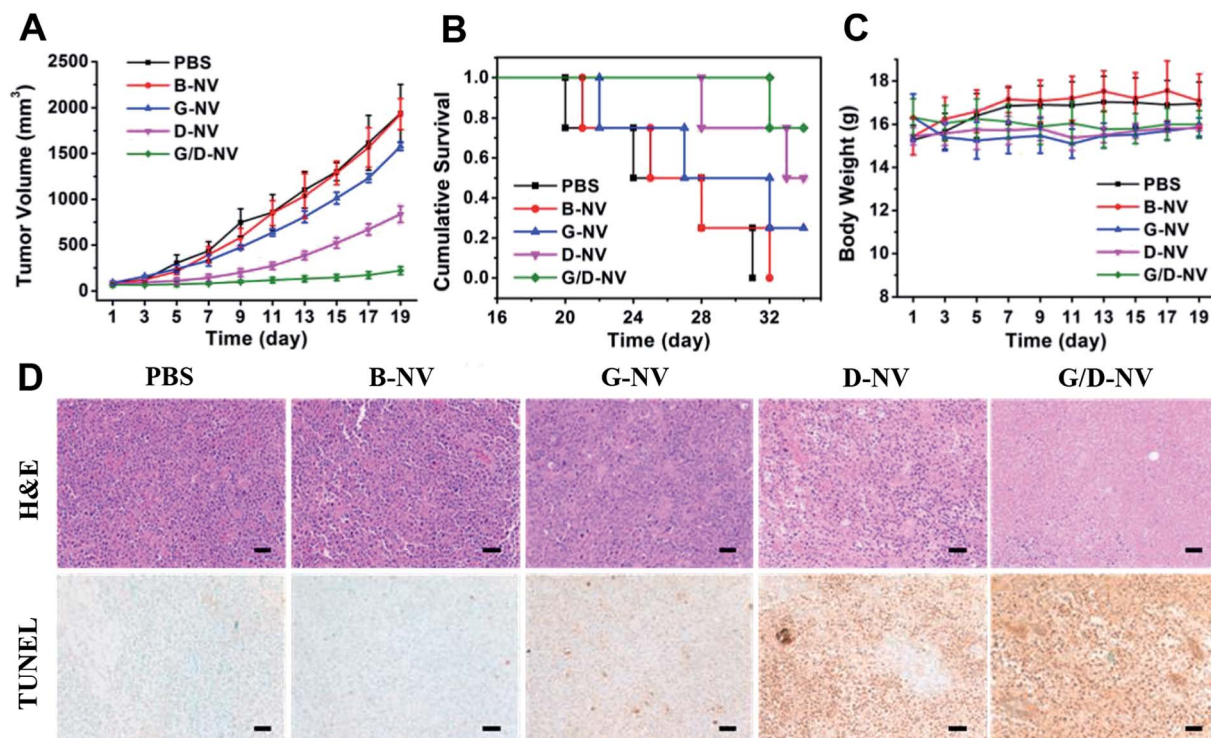 A
PBS
B-NV
G-NV
D-NV
G/D-NV
Tumor Volume (mm³)
2500
2000
1500
1000
500
0
1 3 5 7 9 11 13 15 17 19
Time (day)
B
Cumulative Survival
1.0
0.8
0.6
0.4
0.2
0.0
PBS
B-NV
G-NV
D-NV
G/D-NV
16 20 24 28 32
Time (day)
C
Body Weight (g)
18
16
14
12
10
8
PBS
B-NV
G-NV
D-NV
G/D-NV
1 3 5 7 9 11 13 15 17 19
Time (day)
D
PBS B-NV G-NV D-NV G/D-NV
H&E
TUNEL